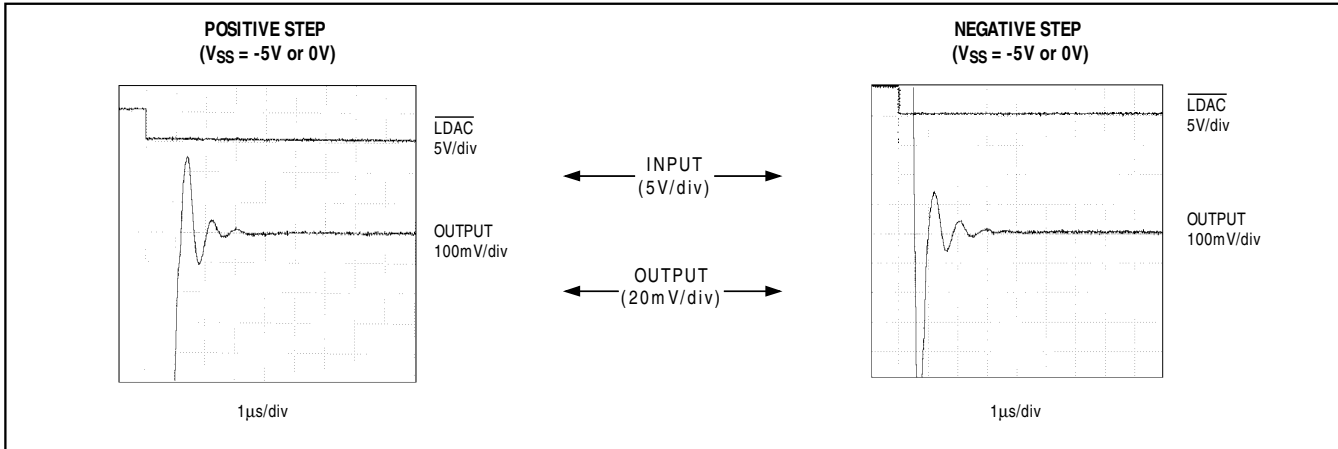 POSITIVE STEP
(VSS = -5V or 0V)
LDAC
5V/div
OUTPUT
100mV/div
1μs/div
INPUT
(5V/div)
OUTPUT
(20mV/div)
NEGATIVE STEP
(VSS = -5V or 0V)
LDAC
5V/div
OUTPUT
100mV/div
1μs/div